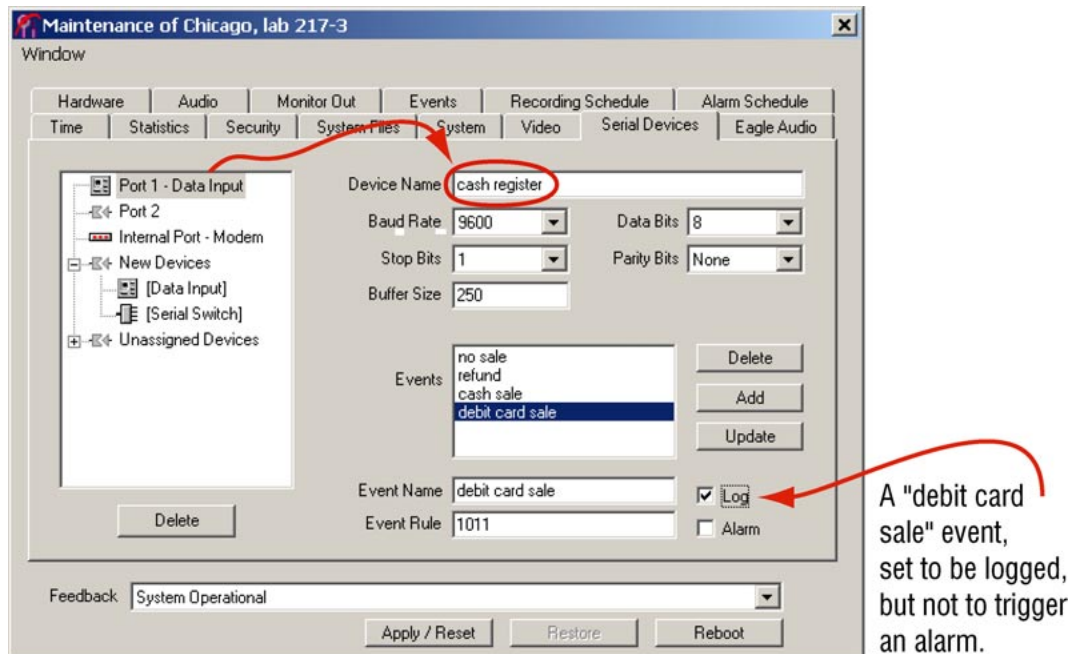 Maintenance of Chicago, lab 217-3
Window
Hardware Audio Monitor Out Events Recording Schedule Alarm Schedule
Time Statistics Security System Files System Video Serial Devices Eagle Audio
Port 1 - Data Input
Port 2
Internal Port - Modem
New Devices
[Data Input]
[Serial Switch]
Unassigned Devices
Delete
Device Name cash register
Baud Rate 9600 Data Bits 8
Stop Bits 1 Parity Bits None
Buffer Size 250
Events
no sale
refund
cash sale
debit card sale
Delete
Add
Update
Event Name debit card sale Log
Event Rule 1011 Alarm
Feedback System Operational
Apply / Reset Restore Reboot
A "debit card
sale" event,
set to be logged,
but not to trigger
an alarm.